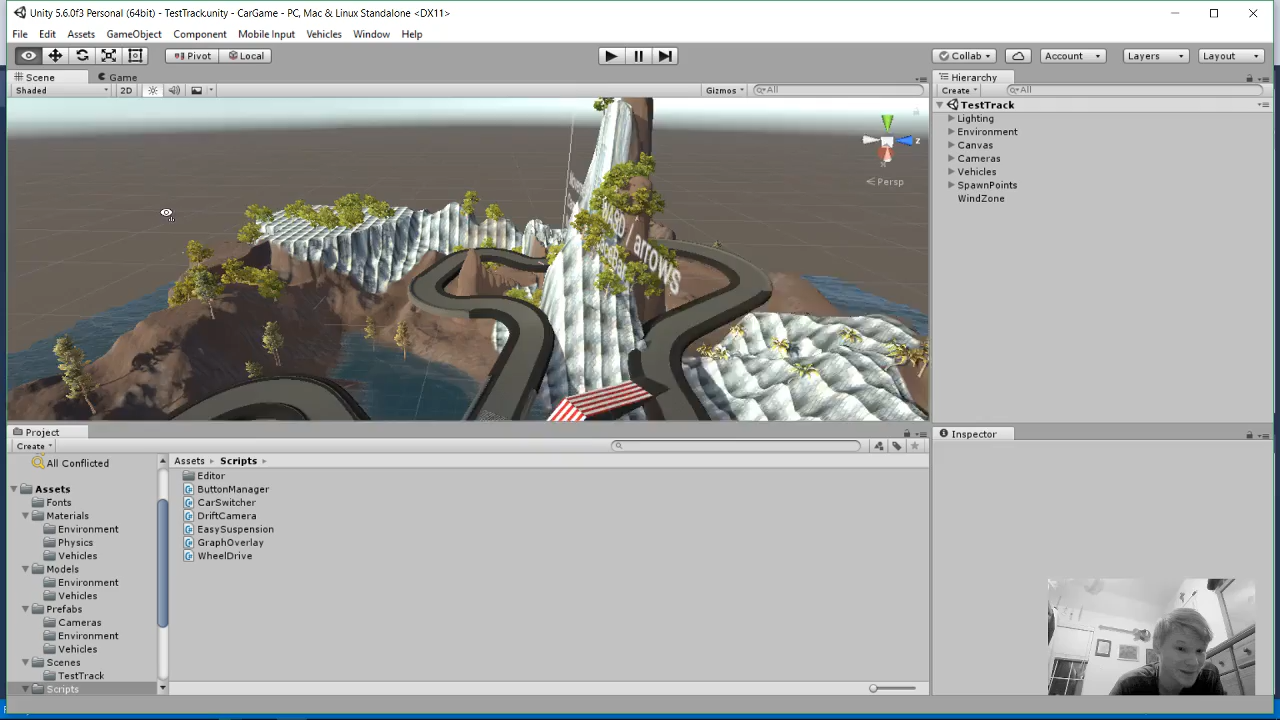 Unity 5.6.0f3 Personal (64bit) - TestTrack.unity - CarGame - PC, Mac & Linux Standalone <DX11>
File Edit Assets GameObject Component Mobile Input Vehicles Window Help
Pivot Local Collab Account Layers Layout
Scene Game Hierarchy
Shaded 2D Gizmos All Create All
TestTrack
Lighting
Environment
Canvas
Cameras
Vehicles
SpawnPoints
WindZone
z
Persp
WASD / arrows
Project Inspector
Create
All Conflicted
Assets
Fonts
Materials
Environment
Physics
Vehicles
Models
Environment
Vehicles
Prefabs
Cameras
Environment
Vehicles
Scenes
TestTrack
Scripts
Assets Scripts
Editor
ButtonManager
CarSwitcher
DriftCamera
EasySuspension
GraphOverlay
WheelDrive